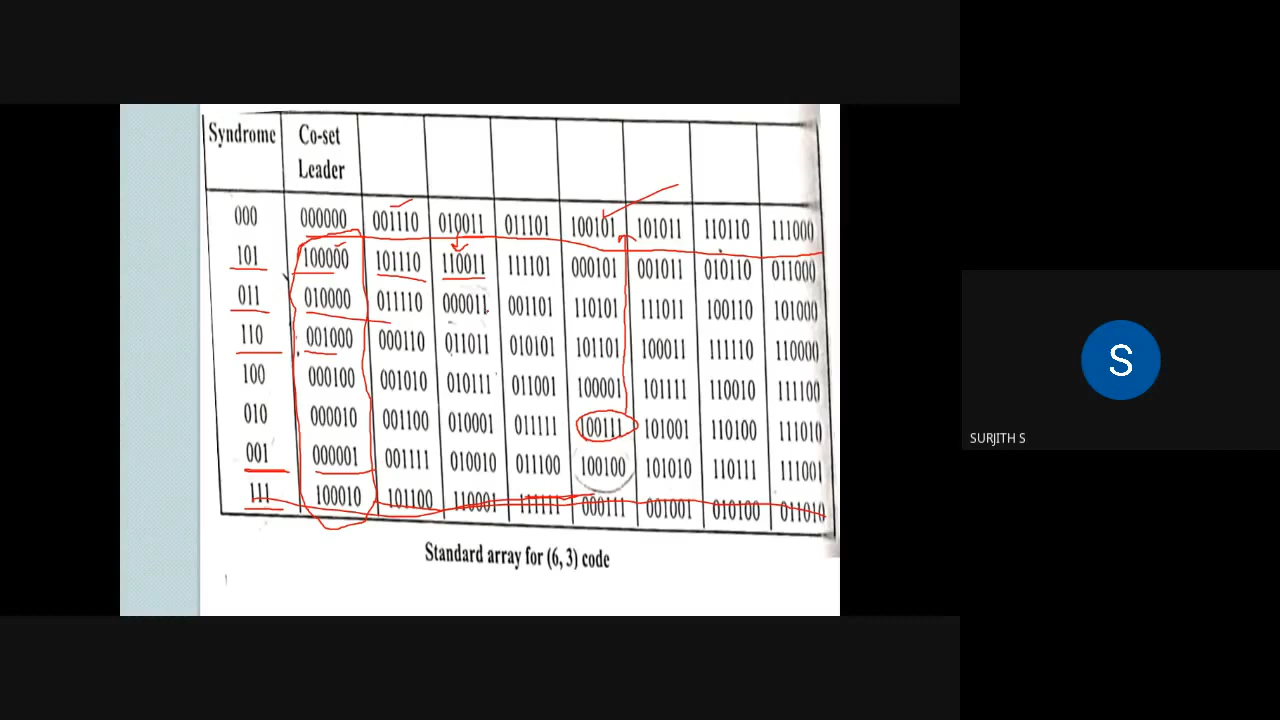 Syndrome Co-set Leader
000 000000 001110 010011 011101 100101 101011 110110 111000
101 100000 101110 110011 111101 000101 001011 010110 011000
011 010000 011110 000011 001101 110101 111011 100110 101000
110 001000 000110 011011 010101 101101 100011 111110 110000
100 000100 001010 010111 011001 100001 101111 110010 111100
010 000010 001100 010001 011111 100111 101001 110100 111010
001 000001 001111 010010 011100 100100 101010 110111 111001
111 100010 101100 110001 111111 000111 001001 010100 011010
Standard array for (6, 3) code
S
SURJITH S